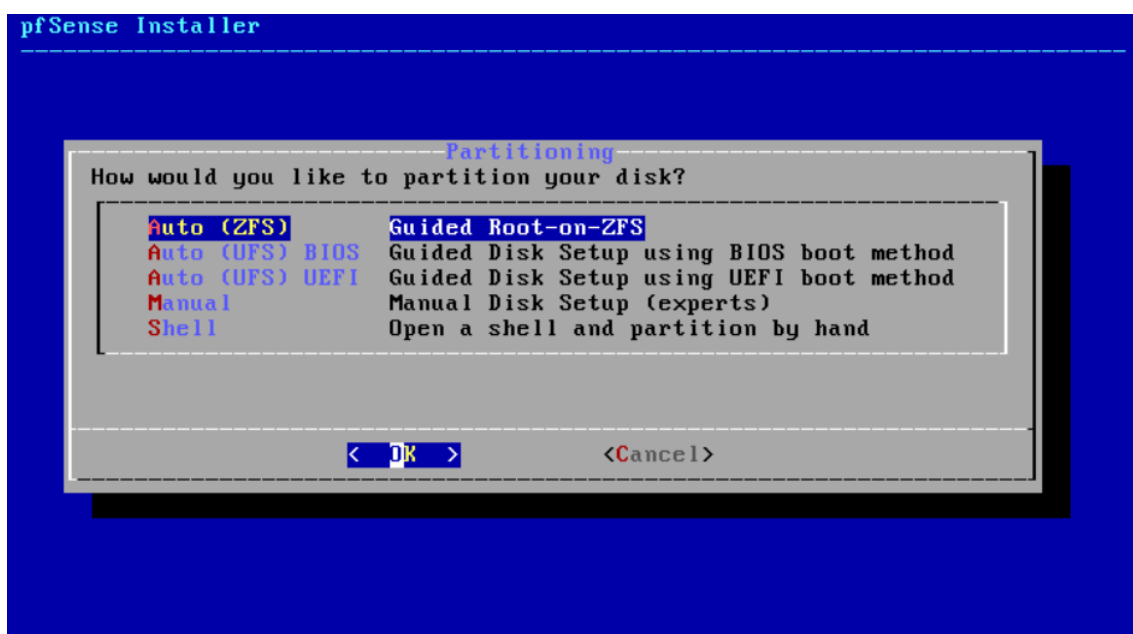 pfSense Installer
Partitioning
How would you like to partition your disk?
Auto (ZFS) Guided Root-on-ZFS
Auto (UFS) BIOS Guided Disk Setup using BIOS boot method
Auto (UFS) UEFI Guided Disk Setup using UEFI boot method
Manual Manual Disk Setup (experts)
Shell Open a shell and partition by hand
< OK > <Cancel>